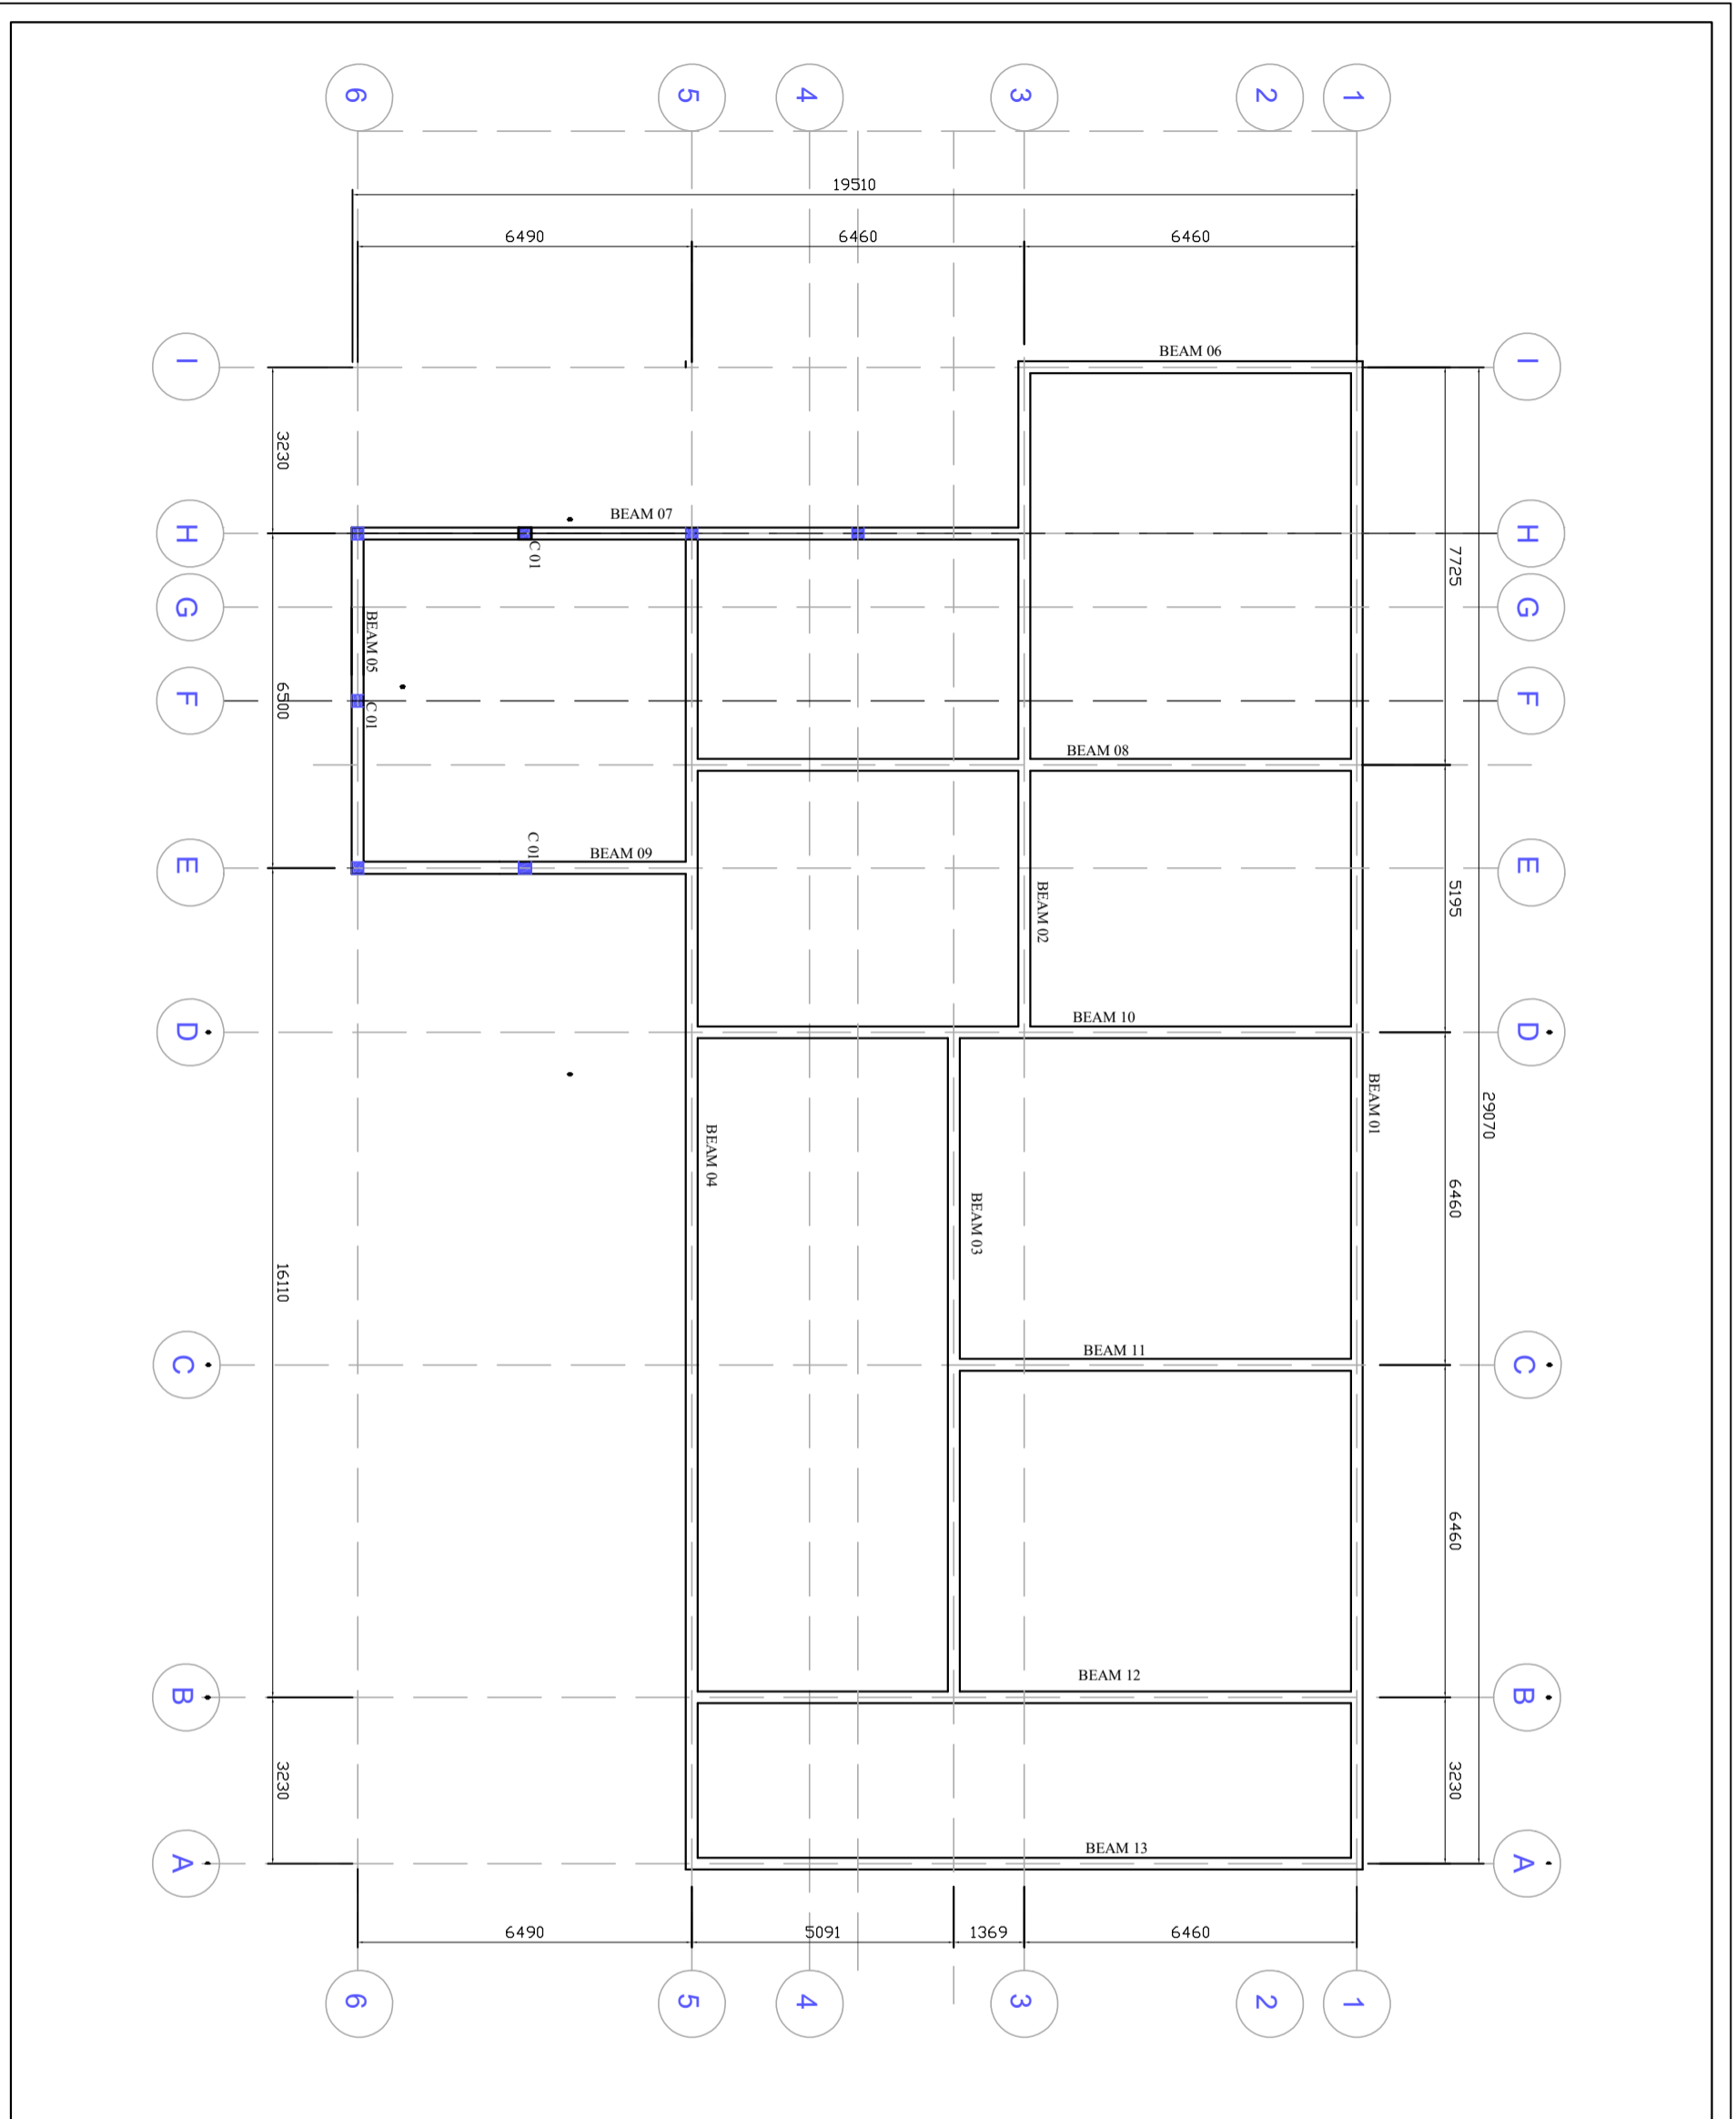 6 5 4 3 2 1
19510
6490 6460 6460
BEAM 06
I I
3230
BEAM 07
H H
C 01
7725
G G
BEAM 05
6500
F F
C 01
BEAM 08
C 01
BEAM 09
E E
BEAM 02
5195
BEAM 10
D D
BEAM 01
29070
BEAM 04
BEAM 03
6460
16110
BEAM 11
C C
6460
BEAM 12
B B
3230 3230
BEAM 13
A A
6490 5091 1369 6460
6 5 4 3 2 1